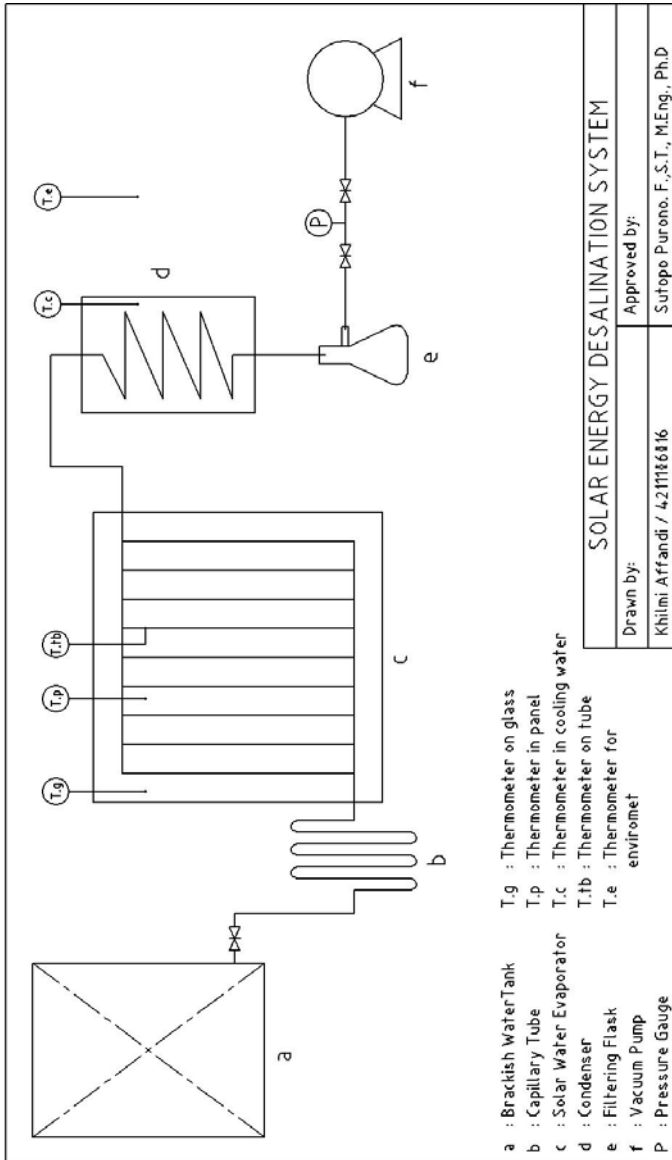 T.g
T.p
T.tb
T.c
T.e
P
a
b
c
d
e
f
a : Brackish Water Tank
b : Capillary Tube
c : Solar Water Evaporator
d : Condenser
e : Filtering Flask
f : Vacuum Pump
P : Pressure Gauge
T.g : Thermometer on glass
T.p : Thermometer in panel
T.c : Thermometer in cooling water
T.tb : Thermometer on tube
T.e : Thermometer for
enviromet
SOLAR ENERGY DESALINATION SYSTEM
Drawn by:
Approved by:
Khilmi Affandi / 4211106016
Sutopo Purono. F.,S.T., M.Eng., Ph.D